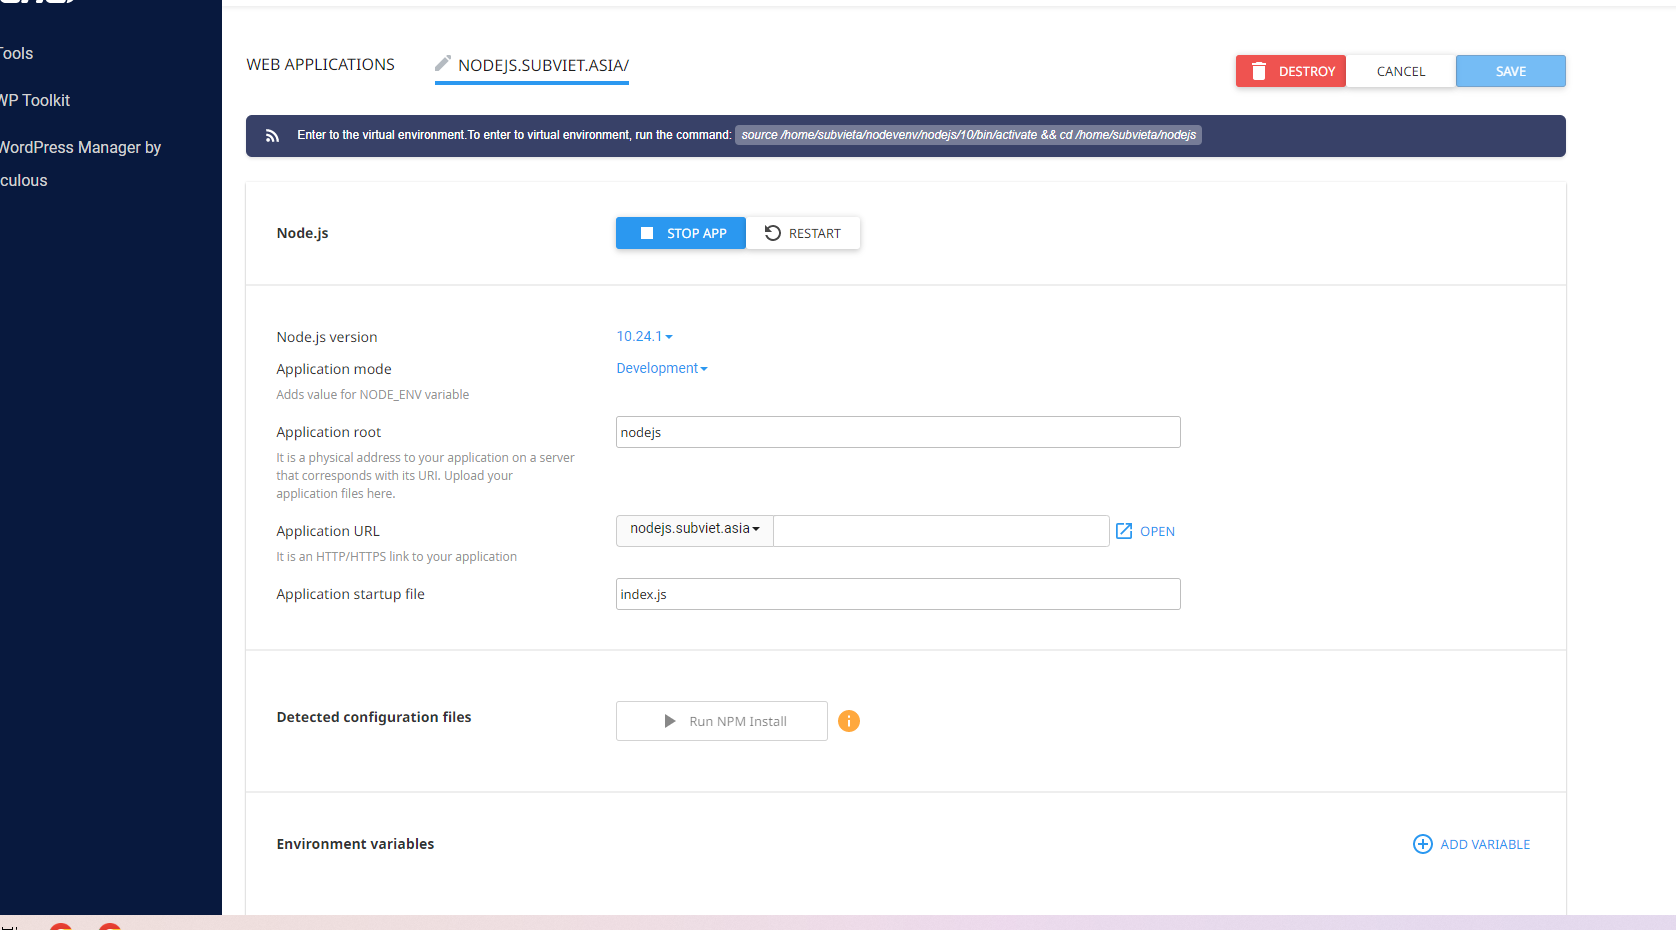 Tools
WP Toolkit
WordPress Manager by
culous
WEB APPLICATIONS
NODEJS.SUBVIET.ASIA/
DESTROY
CANCEL
SAVE
Enter to the virtual environment.To enter to virtual environment, run the command: source /home/subvieta/nodevenv/nodejs/10/bin/activate && cd /home/subvieta/nodejs
Node.js
STOP APP
RESTART
Node.js version
10.24.1
Application mode
Development
Adds value for NODE_ENV variable
Application root
nodejs
It is a physical address to your application on a server
that corresponds with its URI. Upload your
application files here.
Application URL
nodejs.subviet.asia
OPEN
It is an HTTP/HTTPS link to your application
Application startup file
index.js
Detected configuration files
Run NPM Install
Environment variables
ADD VARIABLE